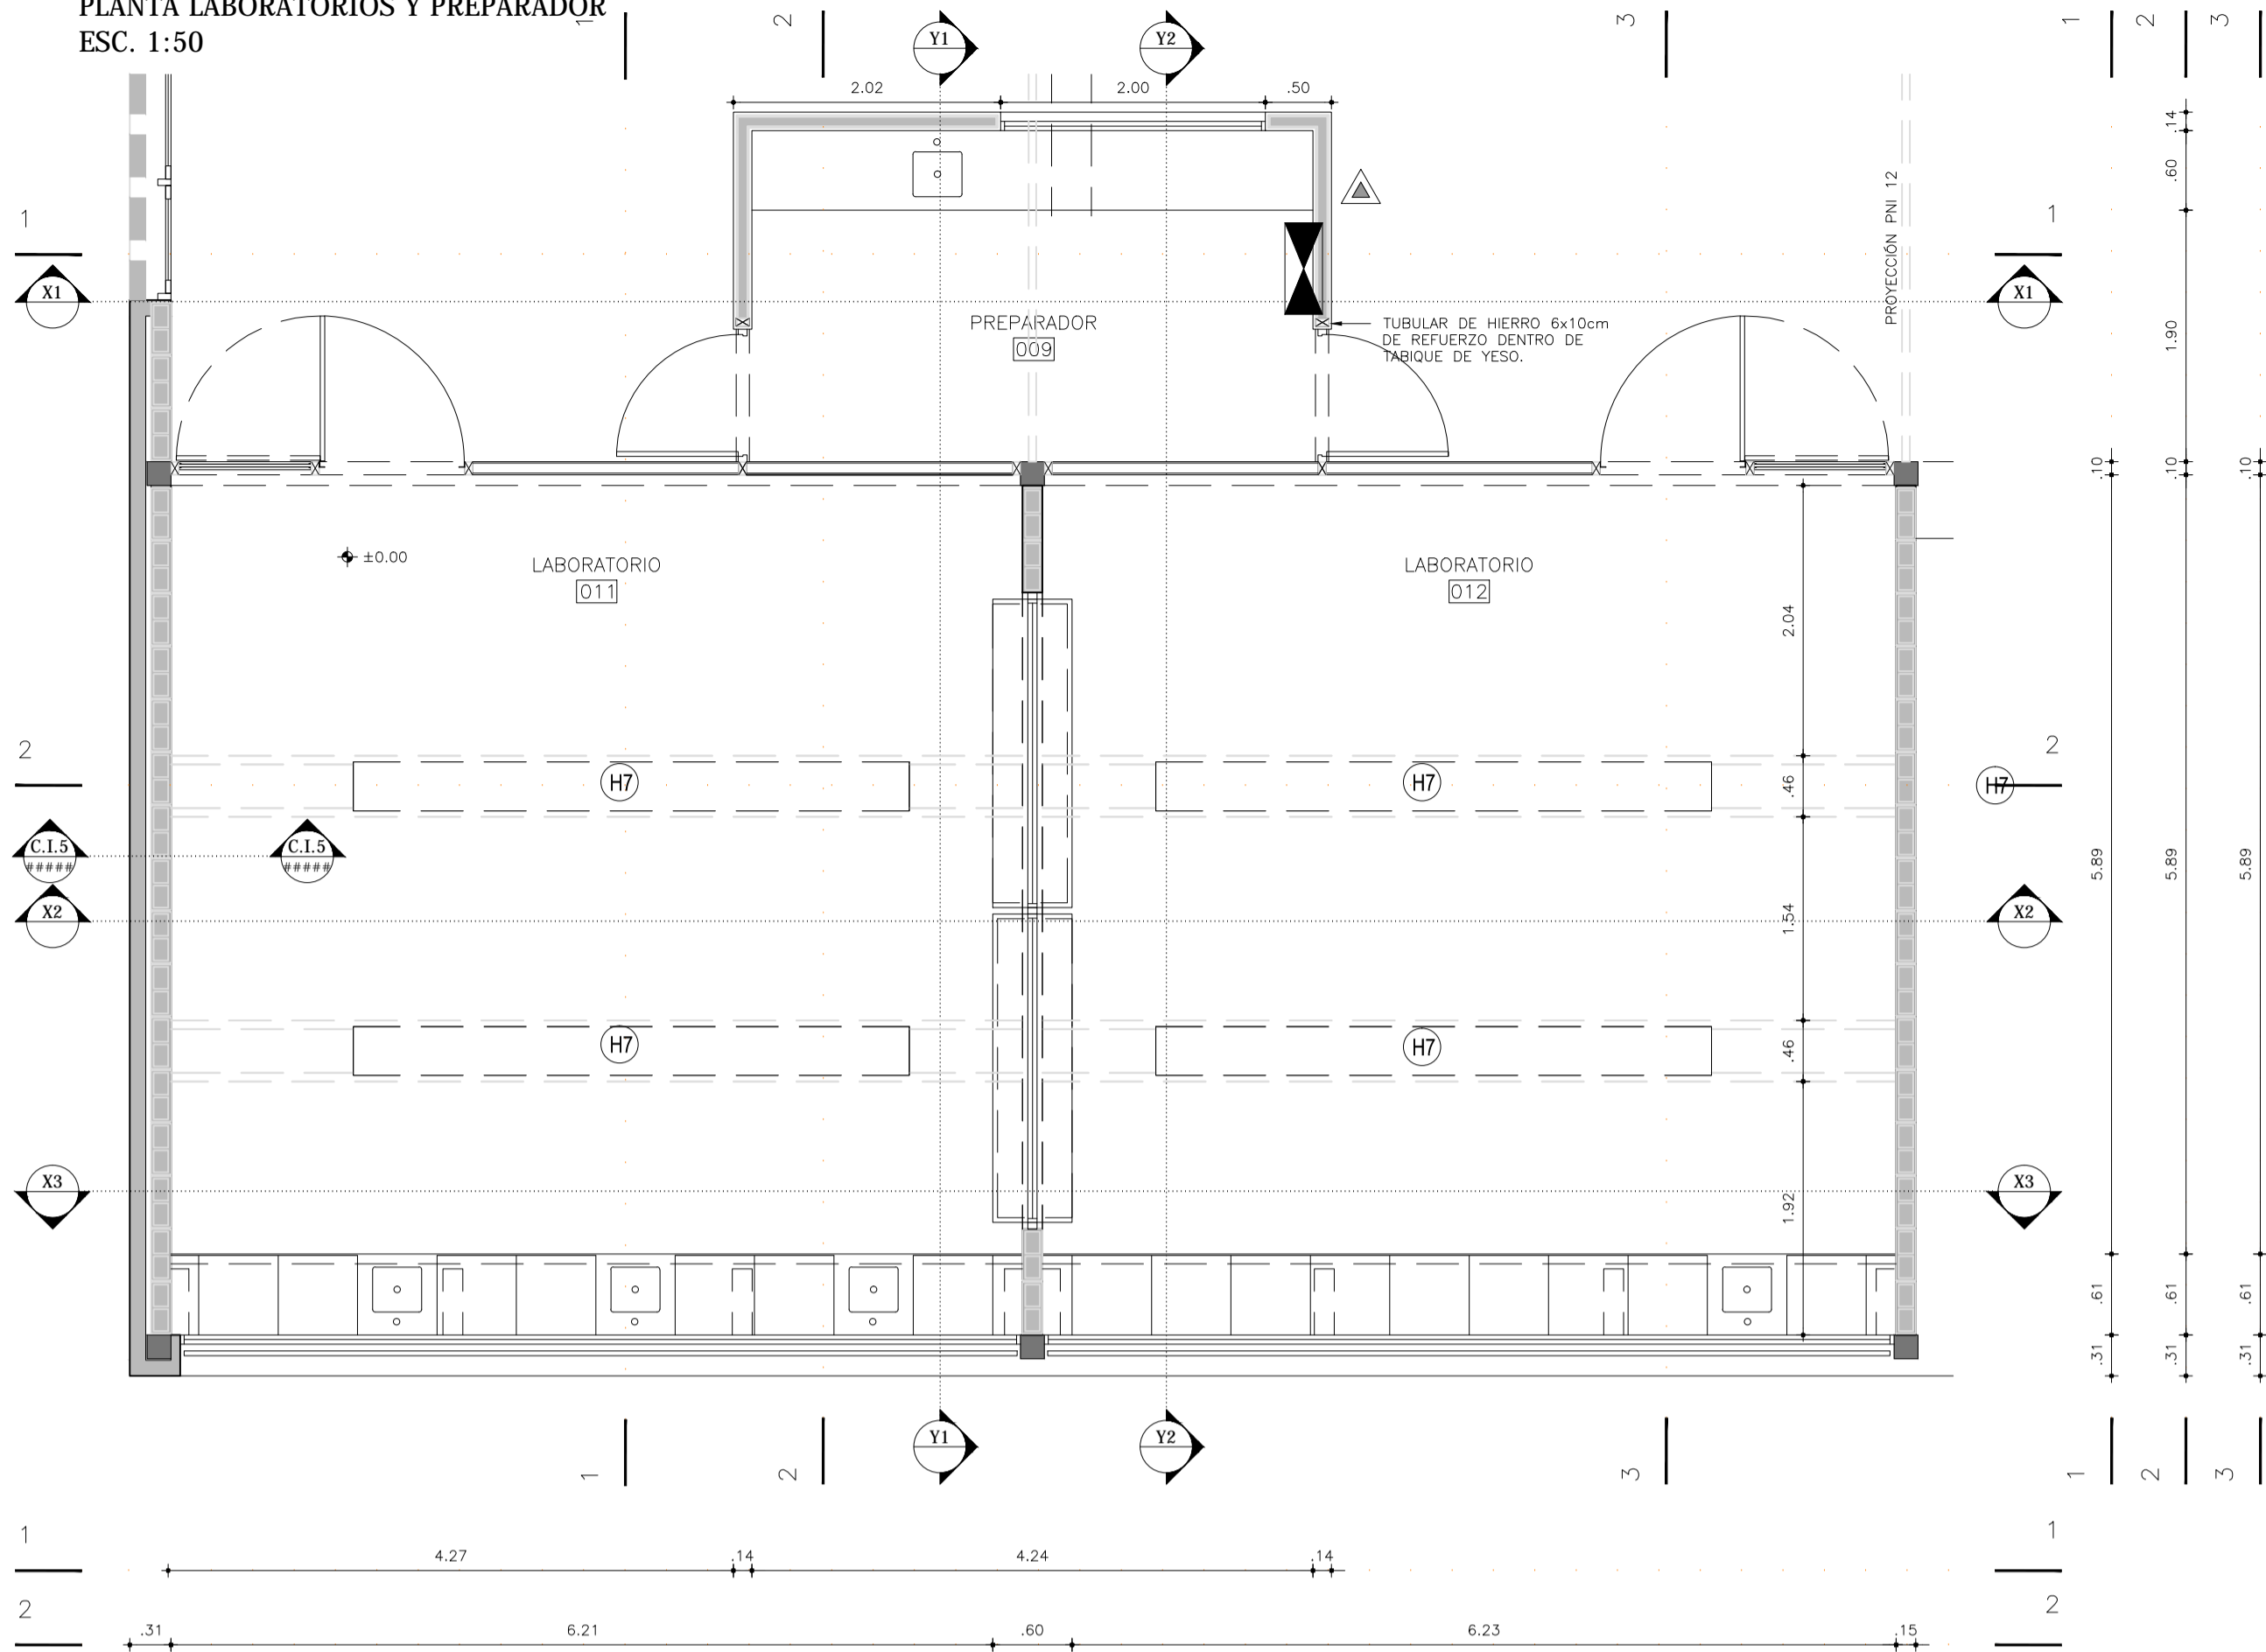 PLANTA LABORATORIOS Y PREPARADOR
ESC. 1:50
1
2
Y1
Y2
3
1
2
3
2.02
2.00
.50
.14
.60
1
PROYECCIÓN PNI 12
1
X1
X1
PREPARADOR
009
TUBULAR DE HIERRO 6x10cm
DE REFUERZO DENTRO DE
TABIQUE DE YESO.
1.90
.10
.10
.10
±0.00
LABORATORIO
011
LABORATORIO
012
2.04
2
2
H7
H7
H7
.46
C.I.5
#####
C.I.5
#####
5.89
5.89
5.89
X2
1.54
X2
H7
H7
.46
X3
1.92
X3
.61
.61
.61
.31
.31
.31
1
2
Y1
Y2
3
1
2
3
1
1
4.27
.14
4.24
.14
2
2
.31
6.21
.60
6.23
.15